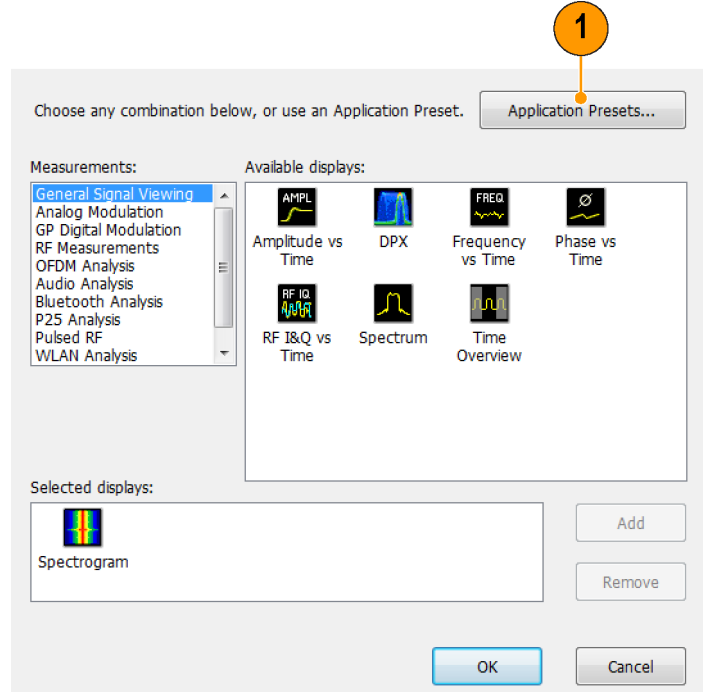 1
Choose any combination below, or use an Application Preset.
Application Presets...
Measurements:
Available displays:
General Signal Viewing
Analog Modulation
GP Digital Modulation
RF Measurements
OFDM Analysis
Audio Analysis
Bluetooth Analysis
P25 Analysis
Pulsed RF
WLAN Analysis
AMPL
Amplitude vs
Time
DPX
FREQ
Frequency
vs Time
Ø
Phase vs
Time
RF IQ
RF I&Q vs
Time
Spectrum
Time
Overview
Selected displays:
Spectrogram
Add
Remove
OK
Cancel